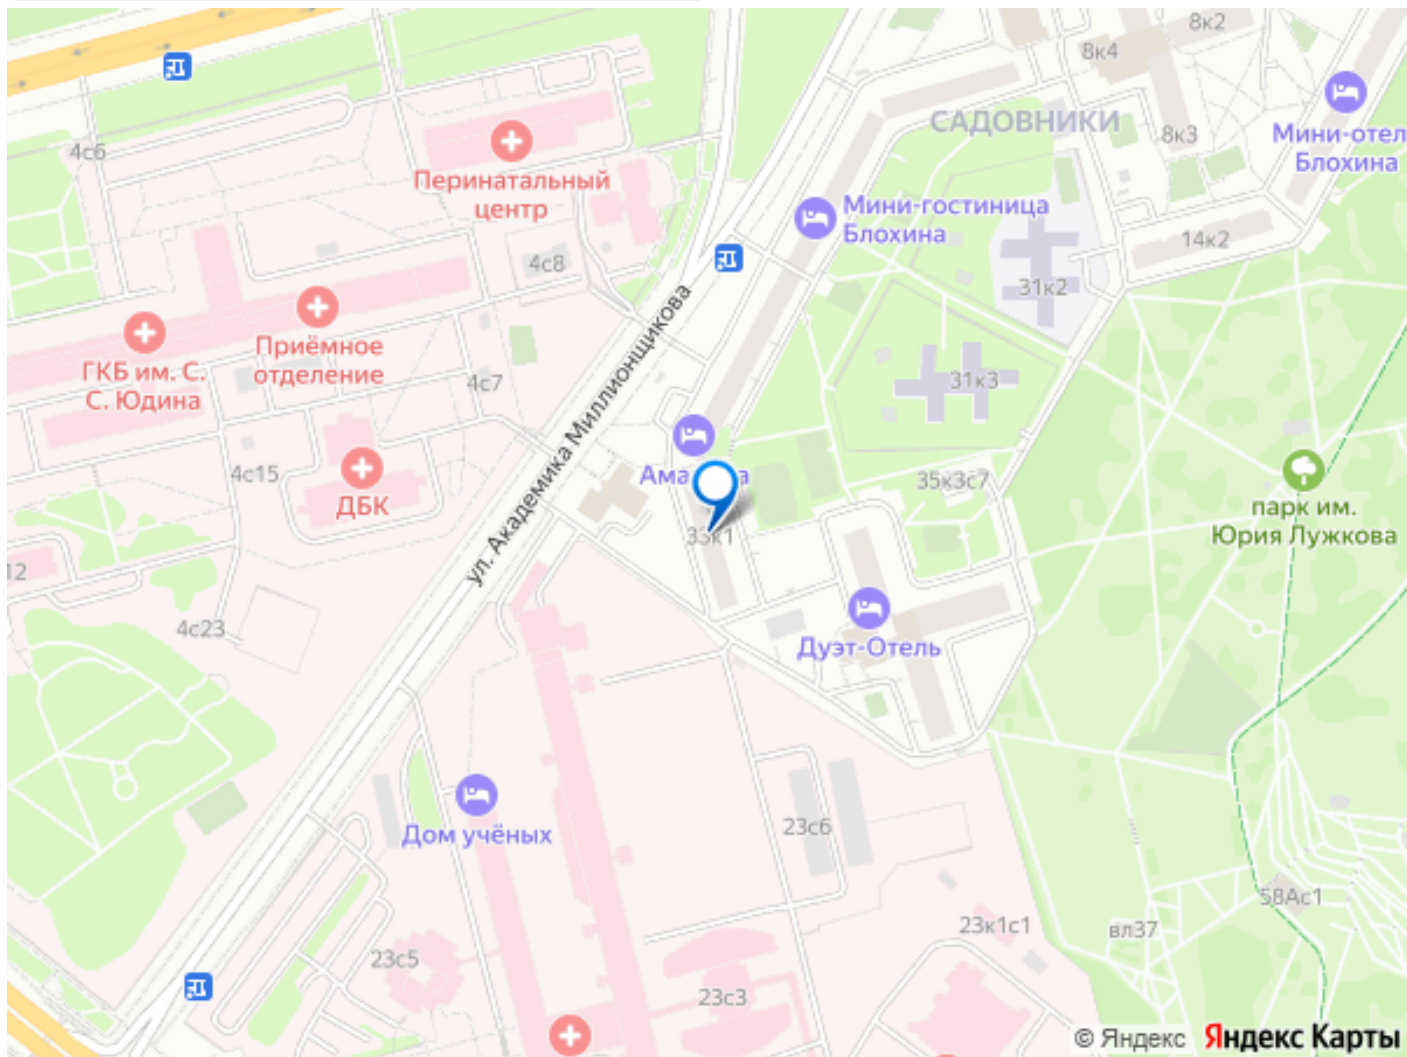 8к2
8к4
САДОВНИКИ
8к3
Мини-отел
Блохина
4с6
Перинатальный
центр
Мини-гостиница
Блохина
14к2
4с8
31к2
ул. Академика Миллионщикова
ГКБ им. С.
С. Юдина
Приёмное
отделение
4с7
31к3
4с15
ДБК
35к3с7
33к1
парк им.
Юрия Лужкова
12
4с23
Дуэт-Отель
Дом учёных
23с6
58Ас1
23к1с1
вл37
23с5
23с3
© Яндекс Яндекс Карты